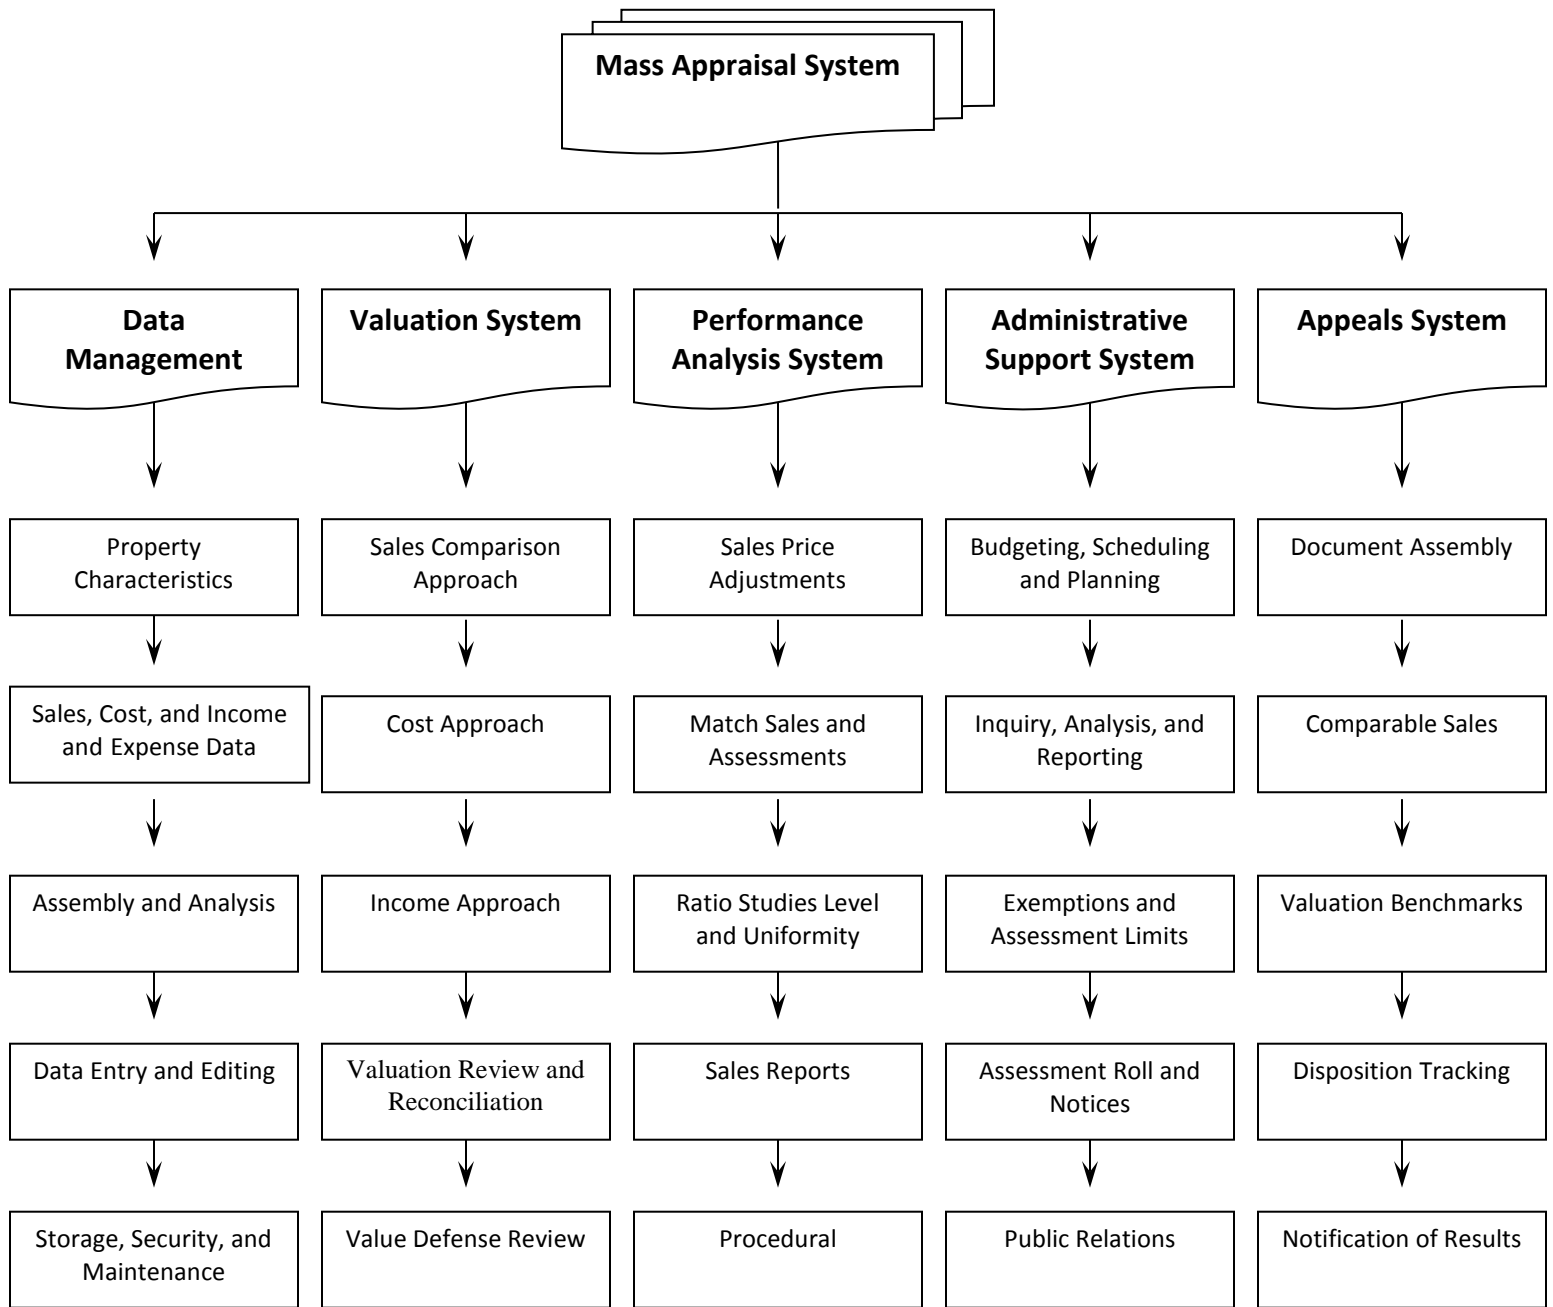 Mass Appraisal System
Data
Management
Valuation System
Performance
Analysis System
Administrative
Support System
Appeals System
Property
Characteristics
Sales Comparison
Approach
Sales Price
Adjustments
Budgeting, Scheduling
and Planning
Document Assembly
Sales, Cost, and Income
and Expense Data
Cost Approach
Match Sales and
Assessments
Inquiry, Analysis, and
Reporting
Comparable Sales
Assembly and Analysis
Income Approach
Ratio Studies Level
and Uniformity
Exemptions and
Assessment Limits
Valuation Benchmarks
Data Entry and Editing
Valuation Review and
Reconciliation
Sales Reports
Assessment Roll and
Notices
Disposition Tracking
Storage, Security, and
Maintenance
Value Defense Review
Procedural
Public Relations
Notification of Results